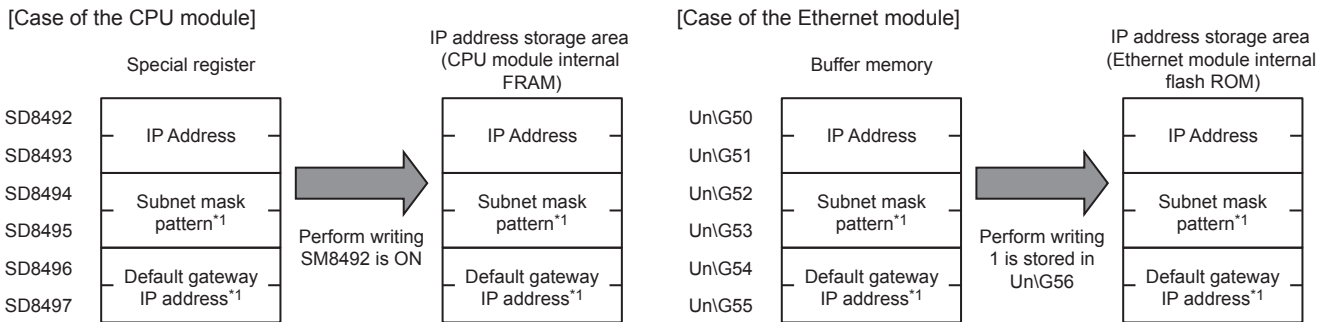 [Case of the CPU module]
Special register
IP address storage area
(CPU module internal
FRAM)
SD8492
SD8493
SD8494
SD8495
SD8496
SD8497
IP Address
Subnet mask
pattern*1
Default gateway
IP address*1
Perform writing
SM8492 is ON
IP Address
Subnet mask
pattern*1
Default gateway
IP address*1
[Case of the Ethernet module]
Buffer memory
IP address storage area
(Ethernet module internal
flash ROM)
Un\G50
Un\G51
Un\G52
Un\G53
Un\G54
Un\G55
IP Address
Subnet mask
pattern*1
Default gateway
IP address*1
Perform writing
1 is stored in
Un\G56
IP Address
Subnet mask
pattern*1
Default gateway
IP address*1